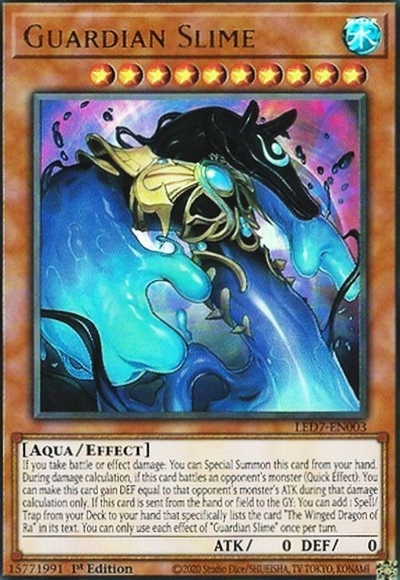 GUARDIAN SLIME
水
LED7-EN003
[AQUA/EFFECT]
If you take battle or effect damage: You can Special Summon this card from your hand.
During damage calculation, if this card battles an opponent's monster (Quick Effect): You
can make this card gain DEF equal to that opponent's monster's ATK during that damage
calculation only. If this card is sent from the hand or field to the GY: You can add 1 Spell/
Trap from your Deck to your hand that specifically lists the card "The Winged Dragon of
Ra" in its text. You can only use each effect of "Guardian Slime" once per turn.
ATK/ 0 DEF/ 0
15771991 1st Edition ©2020 Studio Dice/SHUEISHA, TV TOKYO, KONAMI